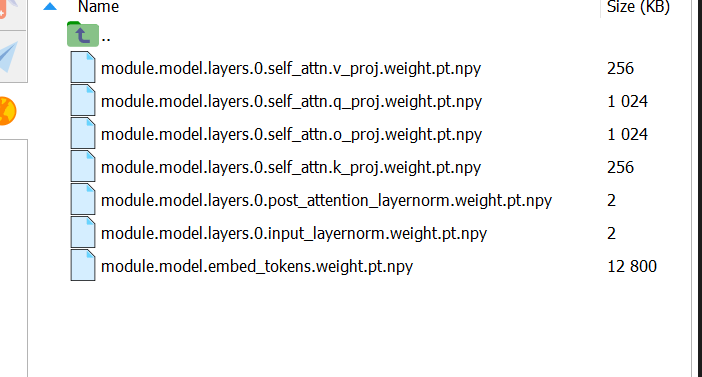 Name Size (KB)
..
module.model.layers.0.self_attn.v_proj.weight.pt.npy 256
module.model.layers.0.self_attn.q_proj.weight.pt.npy 1 024
module.model.layers.0.self_attn.o_proj.weight.pt.npy 1 024
module.model.layers.0.self_attn.k_proj.weight.pt.npy 256
module.model.layers.0.post_attention_layernorm.weight.pt.npy 2
module.model.layers.0.input_layernorm.weight.pt.npy 2
module.model.embed_tokens.weight.pt.npy 12 800